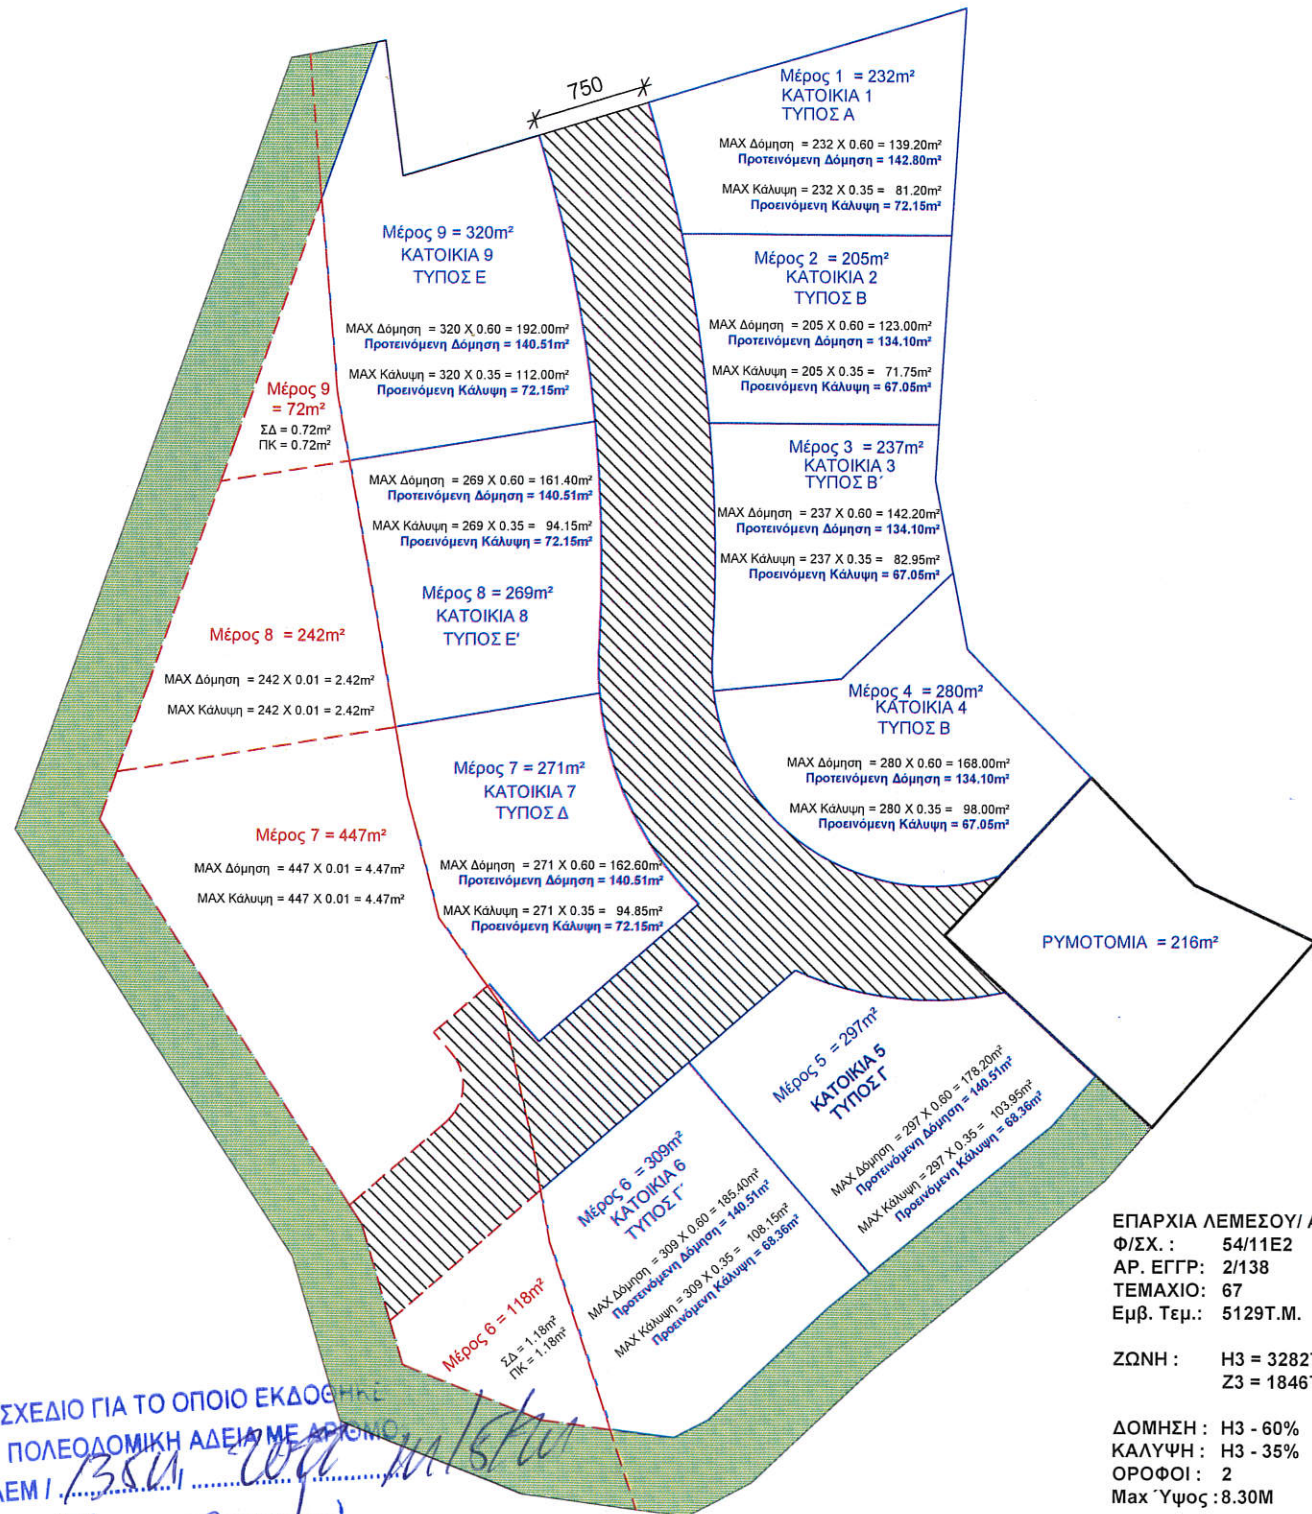 750
Μέρος 1 = 232m²
ΚΑΤΟΙΚΙΑ 1
ΤΥΠΟΣ Α
MAX Δόμηση = 232 X 0.60 = 139.20m²
Προτεινόμενη Δόμηση = 142.80m²
MAX Κάλυψη = 232 X 0.35 = 81.20m²
Προεινόμενη Κάλυψη = 72.15m²
Μέρος 9 = 320m²
ΚΑΤΟΙΚΙΑ 9
ΤΥΠΟΣ Ε
MAX Δόμηση = 320 X 0.60 = 192.00m²
Προτεινόμενη Δόμηση = 140.51m²
MAX Κάλυψη = 320 X 0.35 = 112.00m²
Προεινόμενη Κάλυψη = 72.15m²
Μέρος 2 = 205m²
ΚΑΤΟΙΚΙΑ 2
ΤΥΠΟΣ Β
MAX Δόμηση = 205 X 0.60 = 123.00m²
Προτεινόμενη Δόμηση = 134.10m²
MAX Κάλυψη = 205 X 0.35 = 71.75m²
Προεινόμενη Κάλυψη = 67.05m²
Μέρος 9
= 72m²
ΣΔ = 0.72m²
ΠΚ = 0.72m²
Μέρος 3 = 237m²
ΚΑΤΟΙΚΙΑ 3
ΤΥΠΟΣ Β΄
MAX Δόμηση = 237 X 0.60 = 142.20m²
Προτεινόμενη Δόμηση = 134.10m²
MAX Κάλυψη = 237 X 0.35 = 82.95m²
Προεινόμενη Κάλυψη = 67.05m²
MAX Δόμηση = 269 X 0.60 = 161.40m²
Προτεινόμενη Δόμηση = 140.51m²
MAX Κάλυψη = 269 X 0.35 = 94.15m²
Προεινόμενη Κάλυψη = 72.15m²
Μέρος 8 = 269m²
ΚΑΤΟΙΚΙΑ 8
ΤΥΠΟΣ Ε'
Μέρος 8 = 242m²
MAX Δόμηση = 242 X 0.01 = 2.42m²
MAX Κάλυψη = 242 X 0.01 = 2.42m²
Μέρος 4 = 280m²
ΚΑΤΟΙΚΙΑ 4
ΤΥΠΟΣ Β
MAX Δόμηση = 280 X 0.60 = 168.00m²
Προτεινόμενη Δόμηση = 134.10m²
MAX Κάλυψη = 280 X 0.35 = 98.00m²
Προεινόμενη Κάλυψη = 67.05m²
Μέρος 7 = 271m²
ΚΑΤΟΙΚΙΑ 7
ΤΥΠΟΣ Δ
MAX Δόμηση = 271 X 0.60 = 162.60m²
Προτεινόμενη Δόμηση = 140.51m²
MAX Κάλυψη = 271 X 0.35 = 94.85m²
Προεινόμενη Κάλυψη = 72.15m²
Μέρος 7 = 447m²
MAX Δόμηση = 447 X 0.01 = 4.47m²
MAX Κάλυψη = 447 X 0.01 = 4.47m²
ΡΥΜΟΤΟΜΙΑ = 216m²
Μέρος 5 = 297m²
ΚΑΤΟΙΚΙΑ 5
ΤΥΠΟΣ Γ
MAX Δόμηση = 297 X 0.60 = 178.20m²
Προτεινόμενη Δόμηση = 140.51m²
MAX Κάλυψη = 297 X 0.35 = 103.95m²
Προεινόμενη Κάλυψη = 68.36m²
Μέρος 6 = 309m²
ΚΑΤΟΙΚΙΑ 6
ΤΥΠΟΣ Γ΄
MAX Δόμηση = 309 X 0.60 = 185.40m²
Προτεινόμενη Δόμηση = 140.51m²
MAX Κάλυψη = 309 X 0.35 = 108.15m²
Προεινόμενη Κάλυψη = 68.36m²
Μέρος 6 = 118m²
ΣΔ = 1.18m²
ΠΚ = 1.18m²
ΕΠΑΡΧΙΑ ΛΕΜΕΣΟΥ/
Φ/ΣΧ. : 54/11Ε2
ΑΡ. ΕΓΓΡ: 2/138
ΤΕΜΑΧΙΟ: 67
Εμβ. Τεμ.: 5129Τ.Μ.
ΖΩΝΗ : Η3 = 3282
Ζ3 = 1846
ΔΟΜΗΣΗ : Η3 - 60%
ΚΑΛΥΨΗ : Η3 - 35%
ΟΡΟΦΟΙ : 2
Max Ύψος : 8.30Μ
ΣΧΕΔΙΟ ΓΙΑ ΤΟ ΟΠΟΙΟ ΕΚΔΟΘΗΚΕ
ΠΟΛΕΟΔΟΜΙΚΗ ΑΔΕΙΑ ΜΕ ΑΡΙΘΜΟ
ΛΕΜ /